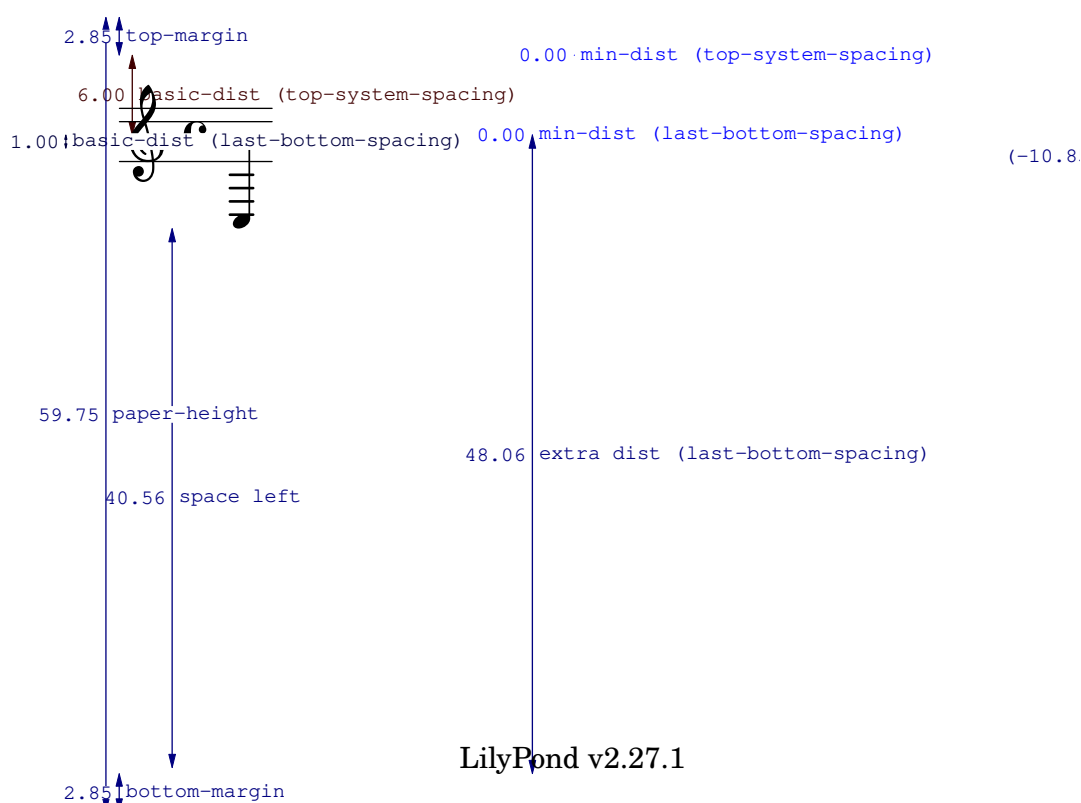 2.85 top-margin
0.00 min-dist (top-system-spacing)
6.00 basic-dist (top-system-spacing)
0.00 min-dist (last-bottom-spacing)
1.00 basic-dist (last-bottom-spacing)
59.75 paper-height
48.06 extra dist (last-bottom-spacing)
40.56 space left
LilyPond v2.27.1
2.85 bottom-margin